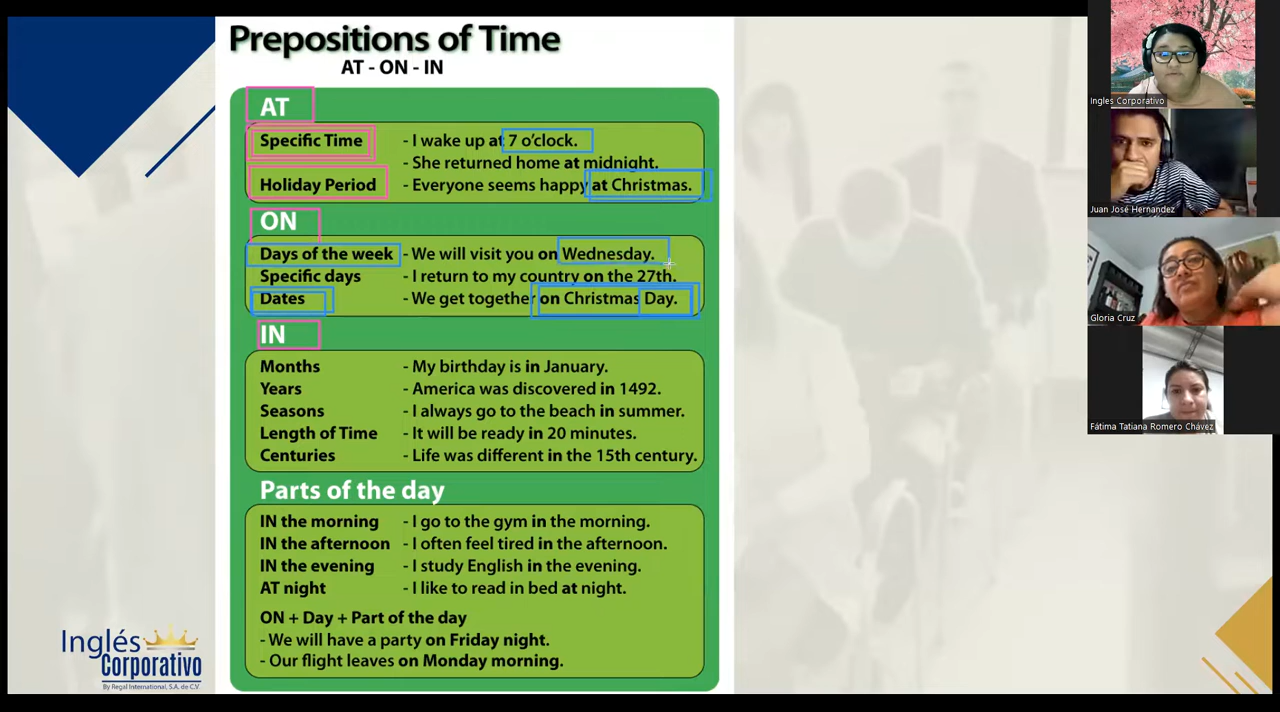 Prepositions of Time
AT - ON - IN
AT
Specific Time - I wake up at 7 o'clock.
- She returned home at midnight.
Holiday Period - Everyone seems happy at Christmas.
ON
Days of the week - We will visit you on Wednesday.
Specific days - I return to my country on the 27th.
Dates - We get together on Christmas Day.
IN
Months - My birthday is in January.
Years - America was discovered in 1492.
Seasons - I always go to the beach in summer.
Length of Time - It will be ready in 20 minutes.
Centuries - Life was different in the 15th century.
Parts of the day
IN the morning - I go to the gym in the morning.
IN the afternoon - I often feel tired in the afternoon.
IN the evening - I study English in the evening.
AT night - I like to read in bed at night.
ON + Day + Part of the day
- We will have a party on Friday night.
- Our flight leaves on Monday morning.
Inglés
Corporativo
By Regal International, S.A. de C.V.
Ingles Corporativo
Juan José Hernandez
Gloria Cruz
Fátima Tatiana Romero Chávez